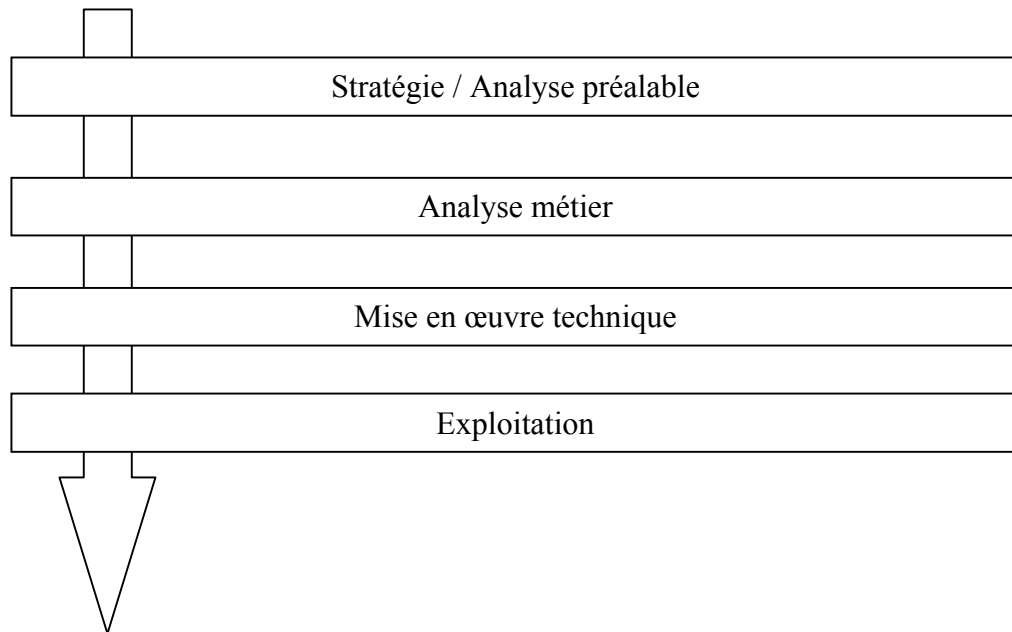 Stratégie / Analyse préalable
Analyse métier
Mise en œuvre technique
Exploitation